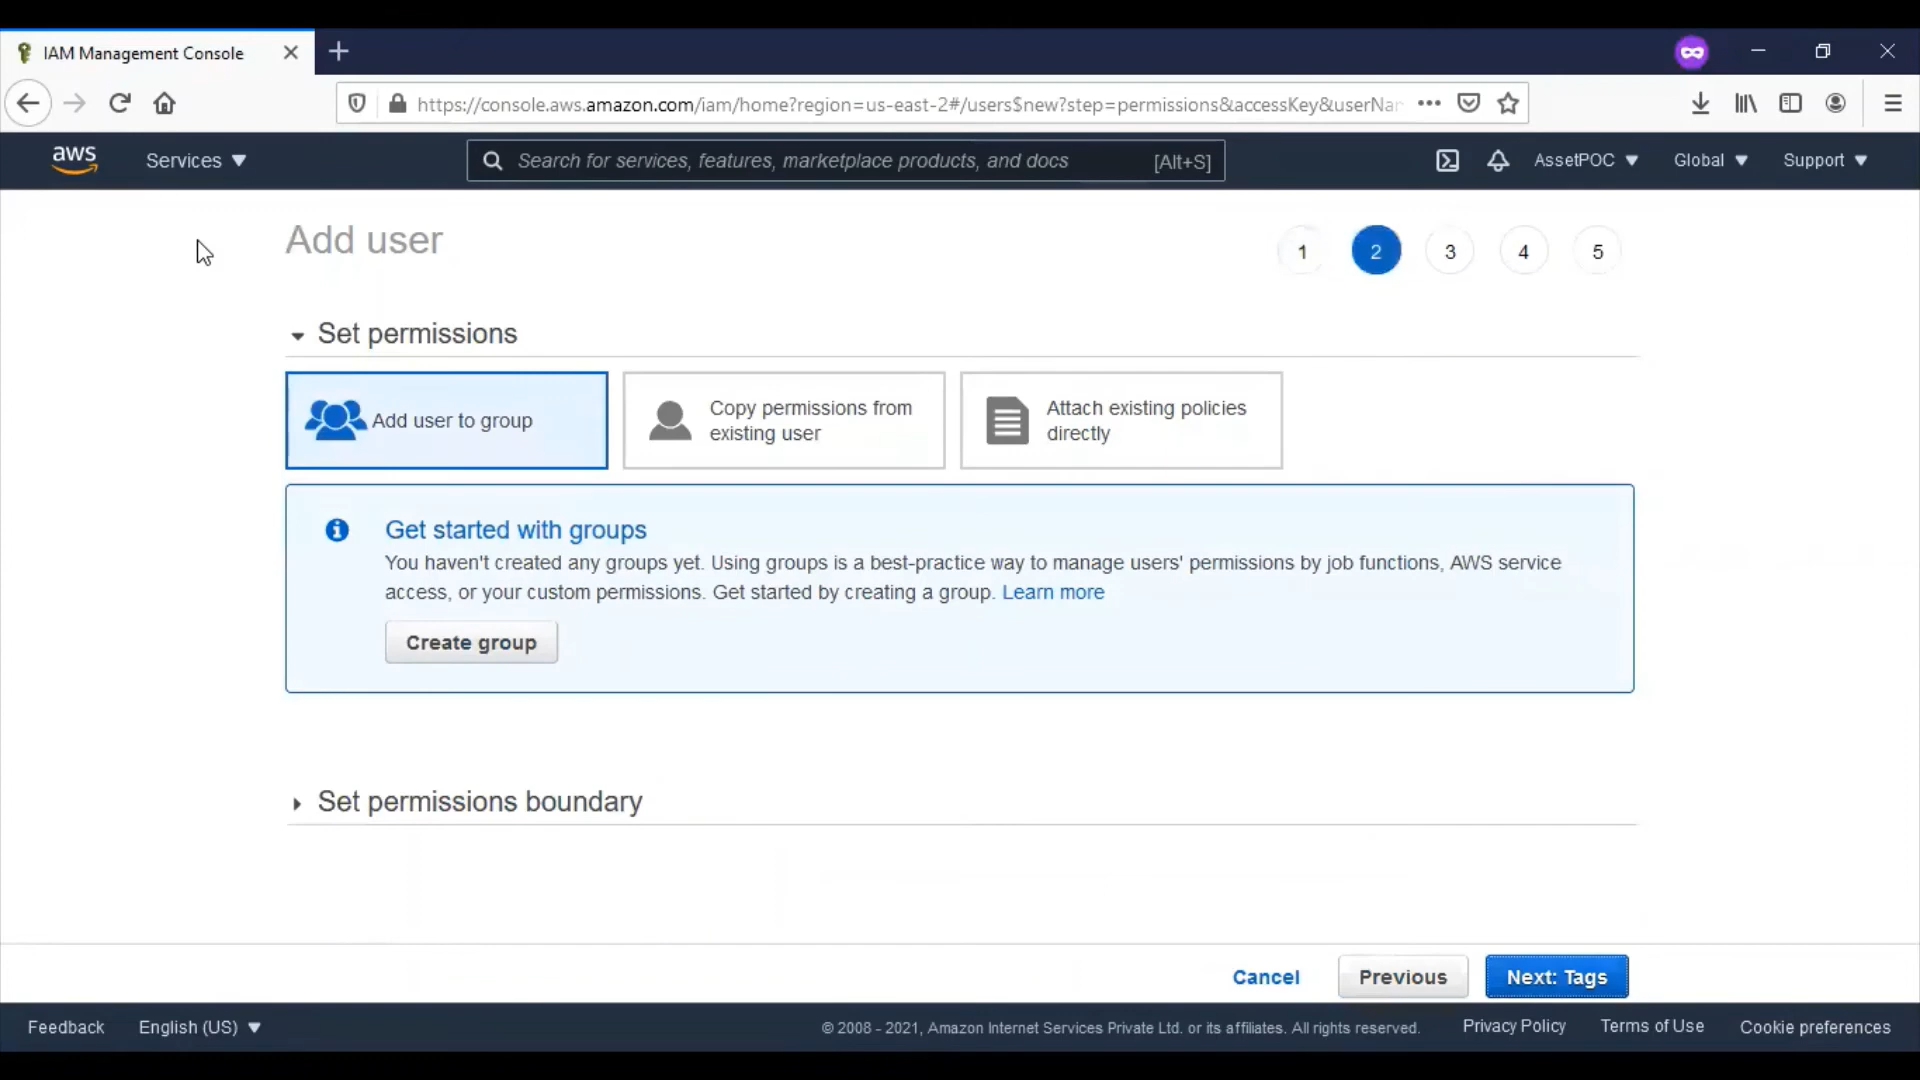 IAM Management Console
https://console.aws.amazon.com/iam/home?region=us-east-2#/users$new?step=permissions&accessKey&userNar
aws
Services
Search for services, features, marketplace products, and docs [Alt+S]
AssetPOC
Global
Support
Add user
1 2 3 4 5
Set permissions
Add user to group
Copy permissions from
existing user
Attach existing policies
directly
Get started with groups
You haven't created any groups yet. Using groups is a best-practice way to manage users' permissions by job functions, AWS service
access, or your custom permissions. Get started by creating a group. Learn more
Create group
Set permissions boundary
Cancel
Previous
Next: Tags
Feedback
English (US)
© 2008 - 2021, Amazon Internet Services Private Ltd. or its affiliates. All rights reserved.
Privacy Policy
Terms of Use
Cookie preferences